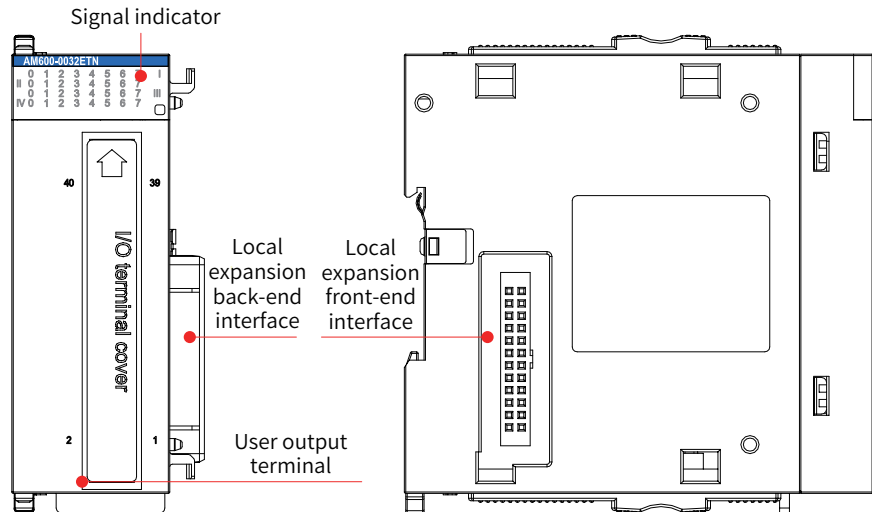 Signal indicator
AM600-0032ETN
0 1 2 3 4 5 6 7 I
II 0 1 2 3 4 5 6 7
0 1 2 3 4 5 6 7 III
IV 0 1 2 3 4 5 6 7
40 39
I/O terminal cover
Local
expansion
back-end
interface
Local
expansion
front-end
interface
2 1
User output
terminal